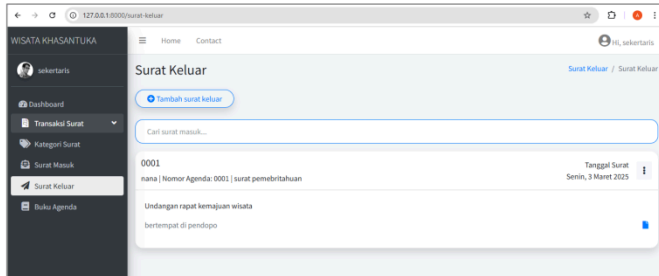 127.0.0.1:8000/surat-keluar
WISATA KHASANTUKA
Home Contact
Hi, sekertaris
sekertaris
Surat Keluar
Surat Keluar / Surat Keluar
Dashboard
Tambah surat keluar
Transaksi Surat
Cari surat masuk...
Kategori Surat
Surat Masuk
0001
Tanggal Surat
nana | Nomor Agenda: 0001 | surat pemebritahuan
Senin, 3 Maret 2025
Surat Keluar
Buku Agenda
Undangan rapat kemajuan wisata
bertempat di pendopo